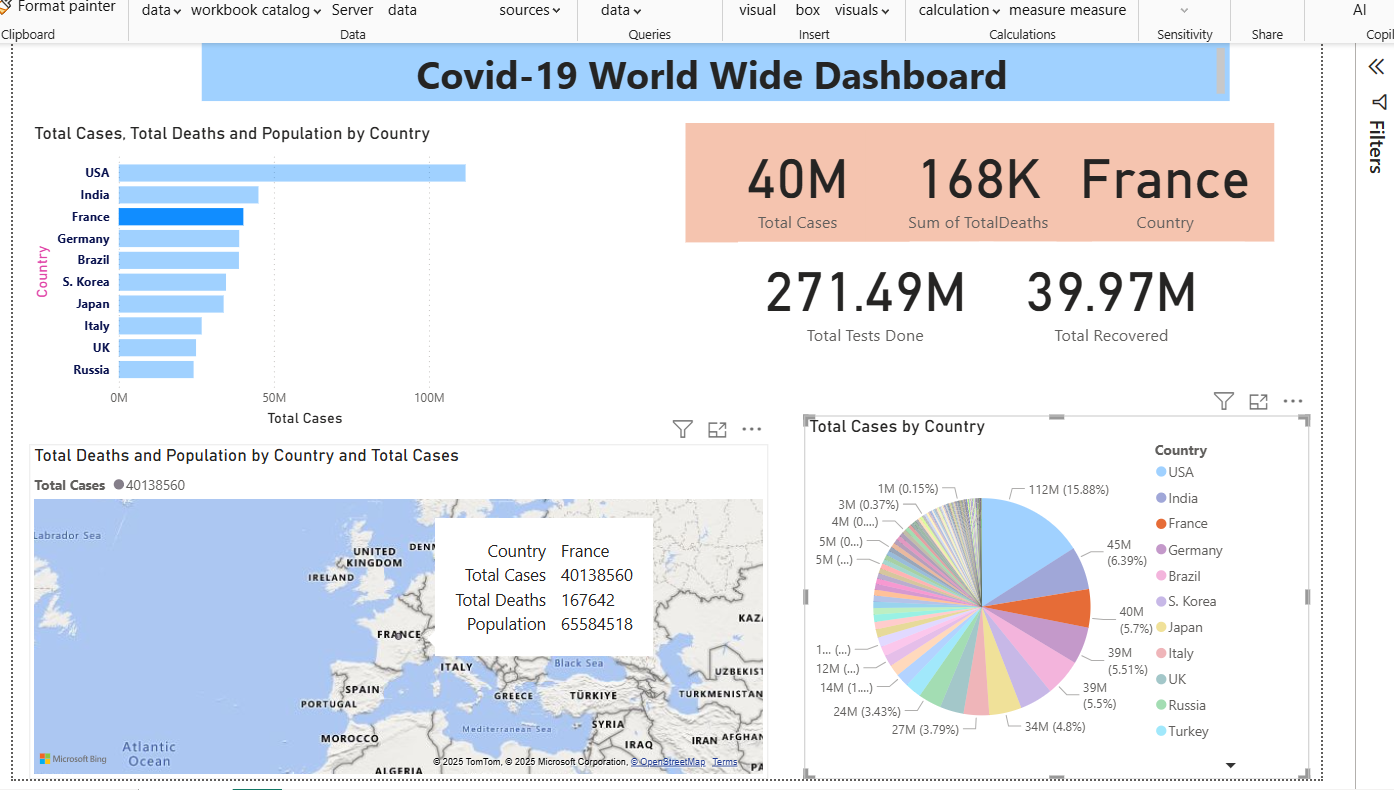 Format painter
data workbook catalog Server data
sources
data
visual box visuals
calculation measure measure
AI
Clipboard
Data
Queries
Insert
Calculations
Sensitivity
Share
Covid-19 World Wide Dashboard
Filters
Total Cases, Total Deaths and Population by Country
Country
USA
India
France
Germany
Brazil
S. Korea
Japan
Italy
UK
Russia
0M 50M 100M
Total Cases
40M 168K France
Total Cases Sum of TotalDeaths Country
271.49M 39.97M
Total Tests Done Total Recovered
Total Deaths and Population by Country and Total Cases
Total Cases 40138560
Labrador Sea
UNITED
KINGDOM
IRELAND
FRANCE
ITALY
SPAIN
PORTUGAL
GREECE
TÜRKIYE
Black Sea
Mediterranean Sea
SYRIA
IRAQ
IRAN
MOROCCO
ALGERIA
TURKMENISTAN
Atlantic
Ocean
Country France
Total Cases 40138560
Total Deaths 167642
Population 65584518
Microsoft Bing
© 2025 TomTom, © 2025 Microsoft Corporation, © OpenStreetMap Terms
Total Cases by Country
112M (15.88%)
45M
(6.39%)
40M
(5.7%)
39M
(5.51%)
39M
(5.5%)
34M (4.8%)
27M (3.79%)
24M (3.43%)
14M (1....)
12M (...)
1... (...)
5M (...)
5M (0...)
4M (0....)
3M (0.37%)
1M (0.15%)
Country
USA
India
France
Germany
Brazil
S. Korea
Japan
Italy
UK
Russia
Turkey